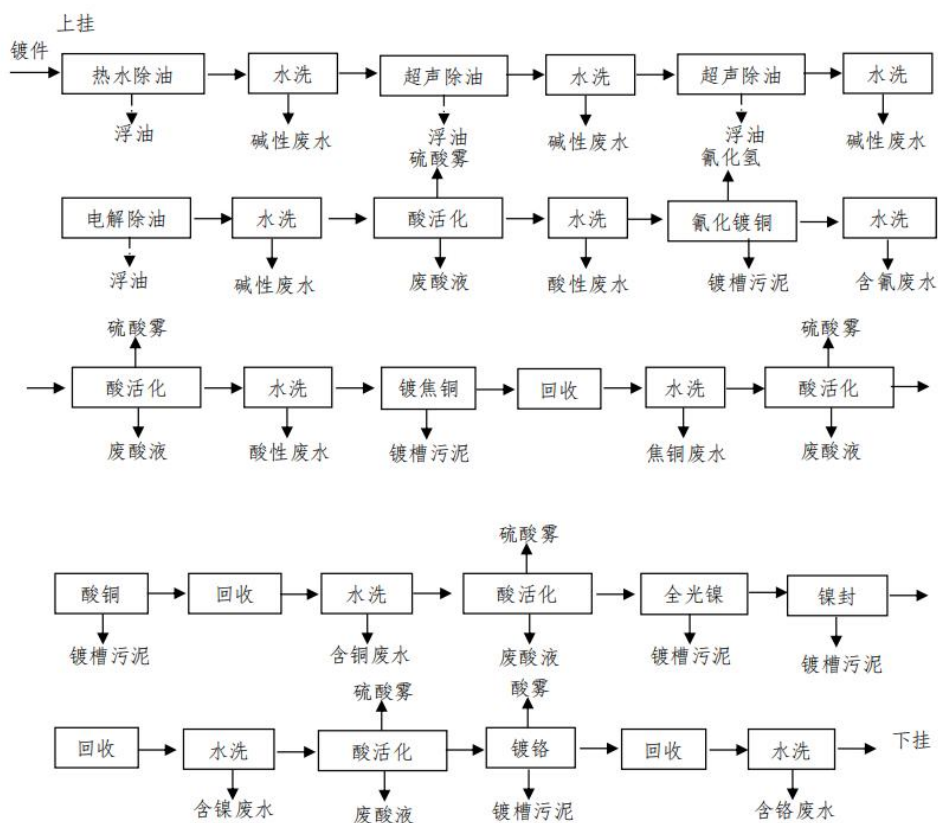 上挂
镀件
热水除油 水洗 超声除油 水洗 超声除油 水洗
浮油 碱性废水 浮油 碱性废水 浮油 碱性废水
硫酸雾 氰化氢
电解除油 水洗 酸活化 水洗 氰化镀铜 水洗
浮油 碱性废水 废酸液 酸性废水 镀槽污泥 含氰废水
硫酸雾 硫酸雾
酸活化 水洗 镀焦铜 回收 水洗 酸活化
废酸液 酸性废水 镀槽污泥 焦铜废水 废酸液
硫酸雾
酸铜 回收 水洗 酸活化 全光镍 镍封
镀槽污泥 含铜废水 废酸液 镀槽污泥 镀槽污泥
硫酸雾 酸雾
回收 水洗 酸活化 镀铬 回收 水洗 下挂
含镍废水 废酸液 镀槽污泥 含铬废水